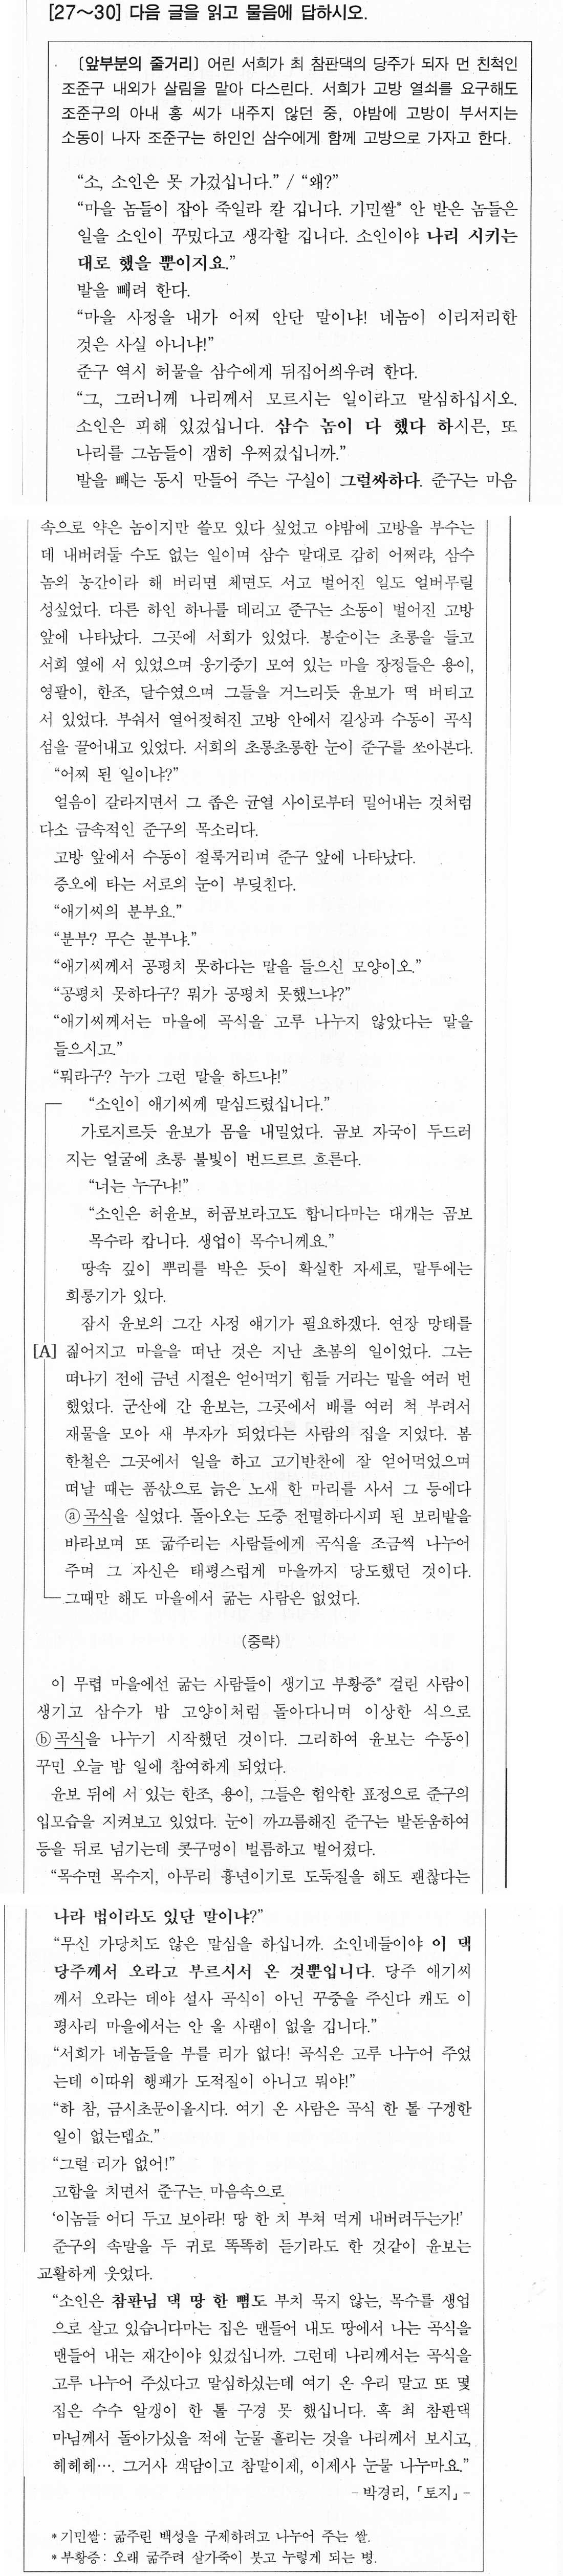 [27~30] 다음 글을 읽고 물음에 답하시오.
〔앞부분의 줄거리〕 어린 서희가 최 참판댁의 당주가 되자 먼 친척인
조준구 내외가 살림을 맡아 다스린다. 서희가 고방 열쇠를 요구해도
조준구의 아내 홍 씨가 내주지 않던 중, 야밤에 고방이 부서지는
소동이 나자 조준구는 하인인 삼수에게 함께 고방으로 가자고 한다.
“소, 소인은 못 가겄십니다.” / “왜?”
“마을 놈들이 잡아 죽일라 칼 깁니다. 기민쌀* 안 받은 놈들은
일을 소인이 꾸밌다고 생각할 깁니다. 소인이야 나리 시키는
대로 했을 뿐이지요.”
발을 빼려 한다.
“마을 사정을 내가 어찌 안단 말이냐! 네놈이 이리저리한
것은 사실 아니냐!”
준구 역시 허물을 삼수에게 뒤집어씌우려 한다.
“그, 그러니께 나리께서 모르시는 일이라고 말심하십시오.
소인은 피해 있겄십니다. 삼수 놈이 다 했다 하시믄, 또
나리를 그놈들이 갬히 우찌겄십니까.”
발을 빼는 동시 만들어 주는 구실이 그럴싸하다. 준구는 마음
속으로 약은 놈이지만 쓸모 있다 싶었고 야밤에 고방을 부수는
데 내버려둘 수도 없는 일이며 삼수 말대로 감히 어쩌랴, 삼수
놈의 농간이라 해 버리면 체면도 서고 벌어진 일도 얼버무릴
성싶었다. 다른 하인 하나를 데리고 준구는 소동이 벌어진 고방
앞에 나타났다. 그곳에 서희가 있었다. 봉순이는 초롱을 들고
서희 옆에 서 있었으며 웅기중기 모여 있는 마을 장정들은 용이,
영팔이, 한조, 달수였으며 그들을 거느리듯 윤보가 떡 버티고
서 있었다. 부숴서 열어젖혀진 고방 안에서 길상과 수동이 곡식
섬을 끌어내고 있었다. 서희의 초롱초롱한 눈이 준구를 쏘아본다.
“어찌 된 일이냐?”
얼음이 갈라지면서 그 좁은 균열 사이로부터 밀어내는 것처럼
다소 금속적인 준구의 목소리다.
고방 앞에서 수동이 절룩거리며 준구 앞에 나타났다.
증오에 타는 서로의 눈이 부딪친다.
“애기씨의 분부요.”
“분부? 무슨 분부냐.”
“애기씨께서 공평치 못하다는 말을 들으신 모양이오.”
“공평치 못하다구? 뭐가 공평치 못했느냐?”
“애기씨께서는 마을에 곡식을 고루 나누지 않았다는 말을
들으시고.”
“뭐라구? 누가 그런 말을 하드냐!”
“소인이 애기씨께 말심드렸십니다.”
가로지르듯 윤보가 몸을 내밀었다. 곰보 자국이 두드러
지는 얼굴에 초롱 불빛이 번드르르 흐른다.
“너는 누구냐!”
“소인은 허윤보, 허곰보라고도 합니다마는 대개는 곰보
목수라 캅니다. 생업이 목수니께요.”
땅속 깊이 뿌리를 박은 듯이 확실한 자세로, 말투에는
희롱기가 있다.
잠시 윤보의 그간 사정 얘기가 필요하겠다. 연장 망태를
[A] 짊어지고 마을을 떠난 것은 지난 초봄의 일이었다. 그는
떠나기 전에 금년 시절은 얻어먹기 힘들 거라는 말을 여러 번
했었다. 군산에 간 윤보는, 그곳에서 배를 여러 척 부려서
재물을 모아 새 부자가 되었다는 사람의 집을 지었다. 봄
한철은 그곳에서 일을 하고 고기반찬에 잘 얻어먹었으며
떠날 때는 품삯으로 늙은 노새 한 마리를 사서 그 등에다
ⓐ곡식을 실었다. 돌아오는 도중 전멸하다시피 된 보리밭을
바라보며 또 굶주리는 사람들에게 곡식을 조금씩 나누어
주며 그 자신은 태평스럽게 마을까지 당도했던 것이다.
그때만 해도 마을에서 굶는 사람은 없었다.
(중략)
이 무렵 마을에선 굶는 사람들이 생기고 부황증* 걸린 사람이
생기고 삼수가 밤 고양이처럼 돌아다니며 이상한 식으로
ⓑ곡식을 나누기 시작했던 것이다. 그리하여 윤보는 수동이
꾸민 오늘 밤 일에 참여하게 되었다.
윤보 뒤에 서 있는 한조, 용이, 그들은 험악한 표정으로 준구의
입모습을 지켜보고 있었다. 눈이 까끄름해진 준구는 발돋움하여
등을 뒤로 넘기는데 콧구멍이 벌름하고 벌어졌다.
“목수면 목수지, 아무리 흉년이기로 도둑질을 해도 괜찮다는
나라 법이라도 있단 말이냐?”
“무신 가당치도 않은 말심을 하십니까. 소인네들이야 이 댁
당주께서 오라고 부르시서 온 것뿐입니다. 당주 애기씨
께서 오라는 데야 설사 곡식이 아닌 꾸중을 주신다 캐도 이
평사리 마을에서는 안 올 사램이 없을 깁니다.”
“서희가 네놈들을 부를 리가 없다! 곡식은 고루 나누어 주었
는데 이따위 행패가 도적질이 아니고 뭐야!”
“하 참, 금시초문이올시다. 여기 온 사람은 곡식 한 톨 구겡한
일이 없는뎁쇼.”
“그럴 리가 없어!”
고함을 치면서 준구는 마음속으로
‘이놈들 어디 두고 보아라! 땅 한 치 부쳐 먹게 내버려두는가!’
준구의 속말을 두 귀로 똑똑히 듣기라도 한 것같이 윤보는
교활하게 웃었다.
“소인은 참판님 댁 땅 한 뼘도 부치 묵지 않는, 목수를 생업
으로 살고 있습니다마는 집은 맨들어 내도 땅에서 나는 곡식을
맨들어 내는 재간이야 있겄십니까. 그런데 나리께서는 곡식을
고루 나누어 주싰다고 말심하싰는데 여기 온 우리 말고 또 몇
집은 수수 알갱이 한 톨 구경 못 했십니다. 혹 최 참판댁
마님께서 돌아가싰을 적에 눈물 흘리는 것을 나리께서 보시고,
헤헤헤…. 그거사 객담이고 참말이제, 이제사 눈물 나누마요.”
- 박경리, 「토지」 -
* 기민쌀 : 굶주린 백성을 구제하려고 나누어 주는 쌀.
* 부황증 : 오래 굶주려 살가죽이 붓고 누렇게 되는 병.